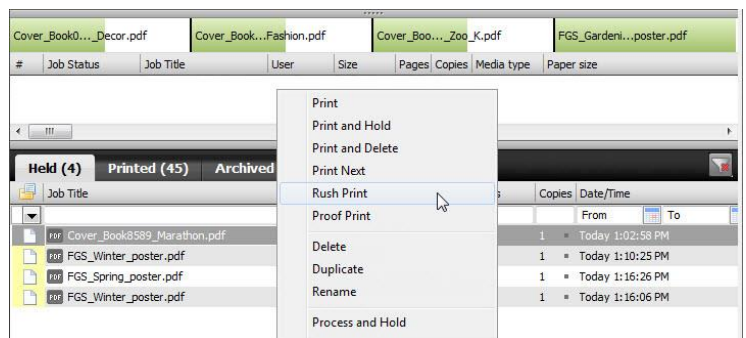 Cover_Book0..._Decor.pdf Cover_Book...Fashion.pdf Cover_Boo..._Zoo_K.pdf FGS_Gardeni...poster.pdf
# Job Status Job Title User Size Pages Copies Media type Paper size
Print
Print and Hold
Print and Delete
Print Next
Rush Print
Proof Print
Delete
Duplicate
Rename
Process and Hold
Held (4) Printed (45) Archived
Job Title Copies Date/Time
From To
PDF Cover_Book8589_Marathon.pdf 1 Today 1:02:58 PM
PDF FGS_Winter_poster.pdf 1 Today 1:10:25 PM
PDF FGS_Spring_poster.pdf 1 Today 1:16:26 PM
PDF FGS_Winter_poster.pdf 1 Today 1:16:06 PM